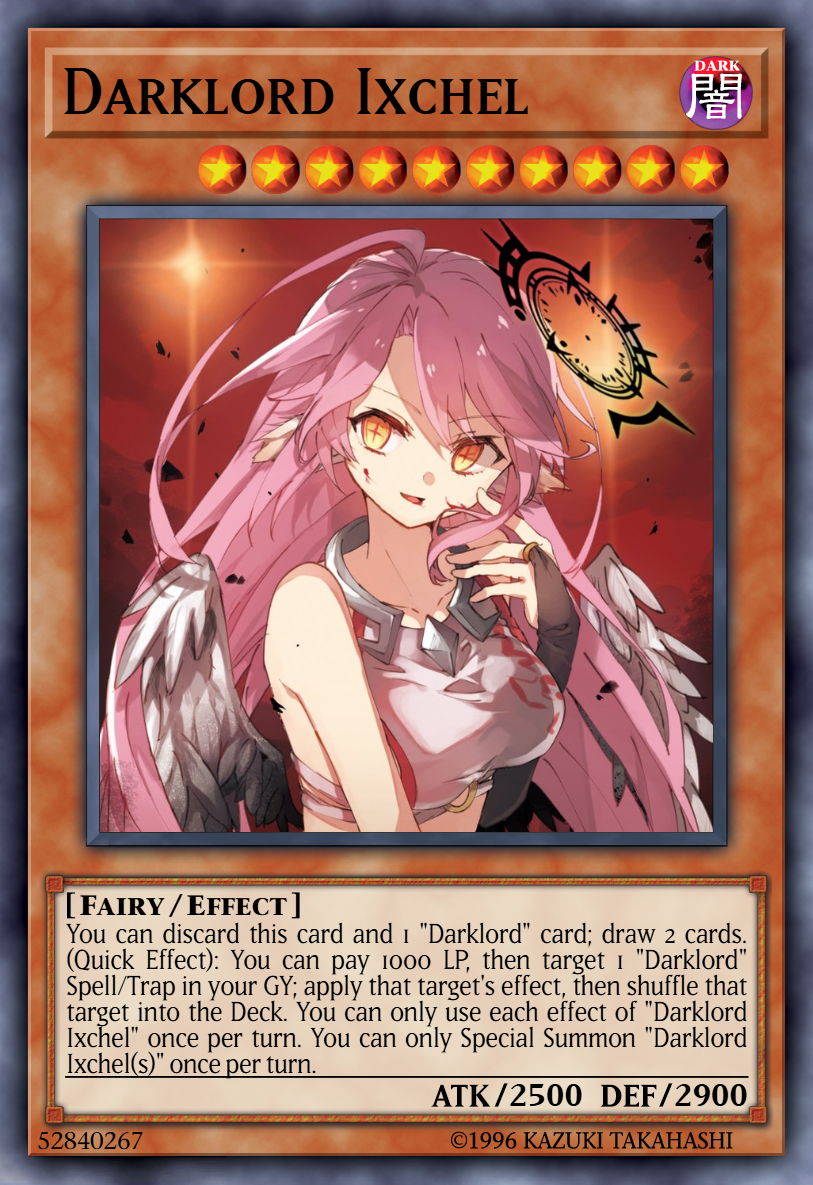 Darklord Ixchel
DARK
闇
[Fairy/Effect]
You can discard this card and 1 "Darklord" card; draw 2 cards.
(Quick Effect): You can pay 1000 LP, then target 1 "Darklord"
Spell/Trap in your GY; apply that target's effect, then shuffle that
target into the Deck. You can only use each effect of "Darklord
Ixchel" once per turn. You can only Special Summon "Darklord
Ixchel(s)" once per turn.
ATK/2500 DEF/2900
52840267 ©1996 KAZUKI TAKAHASHI